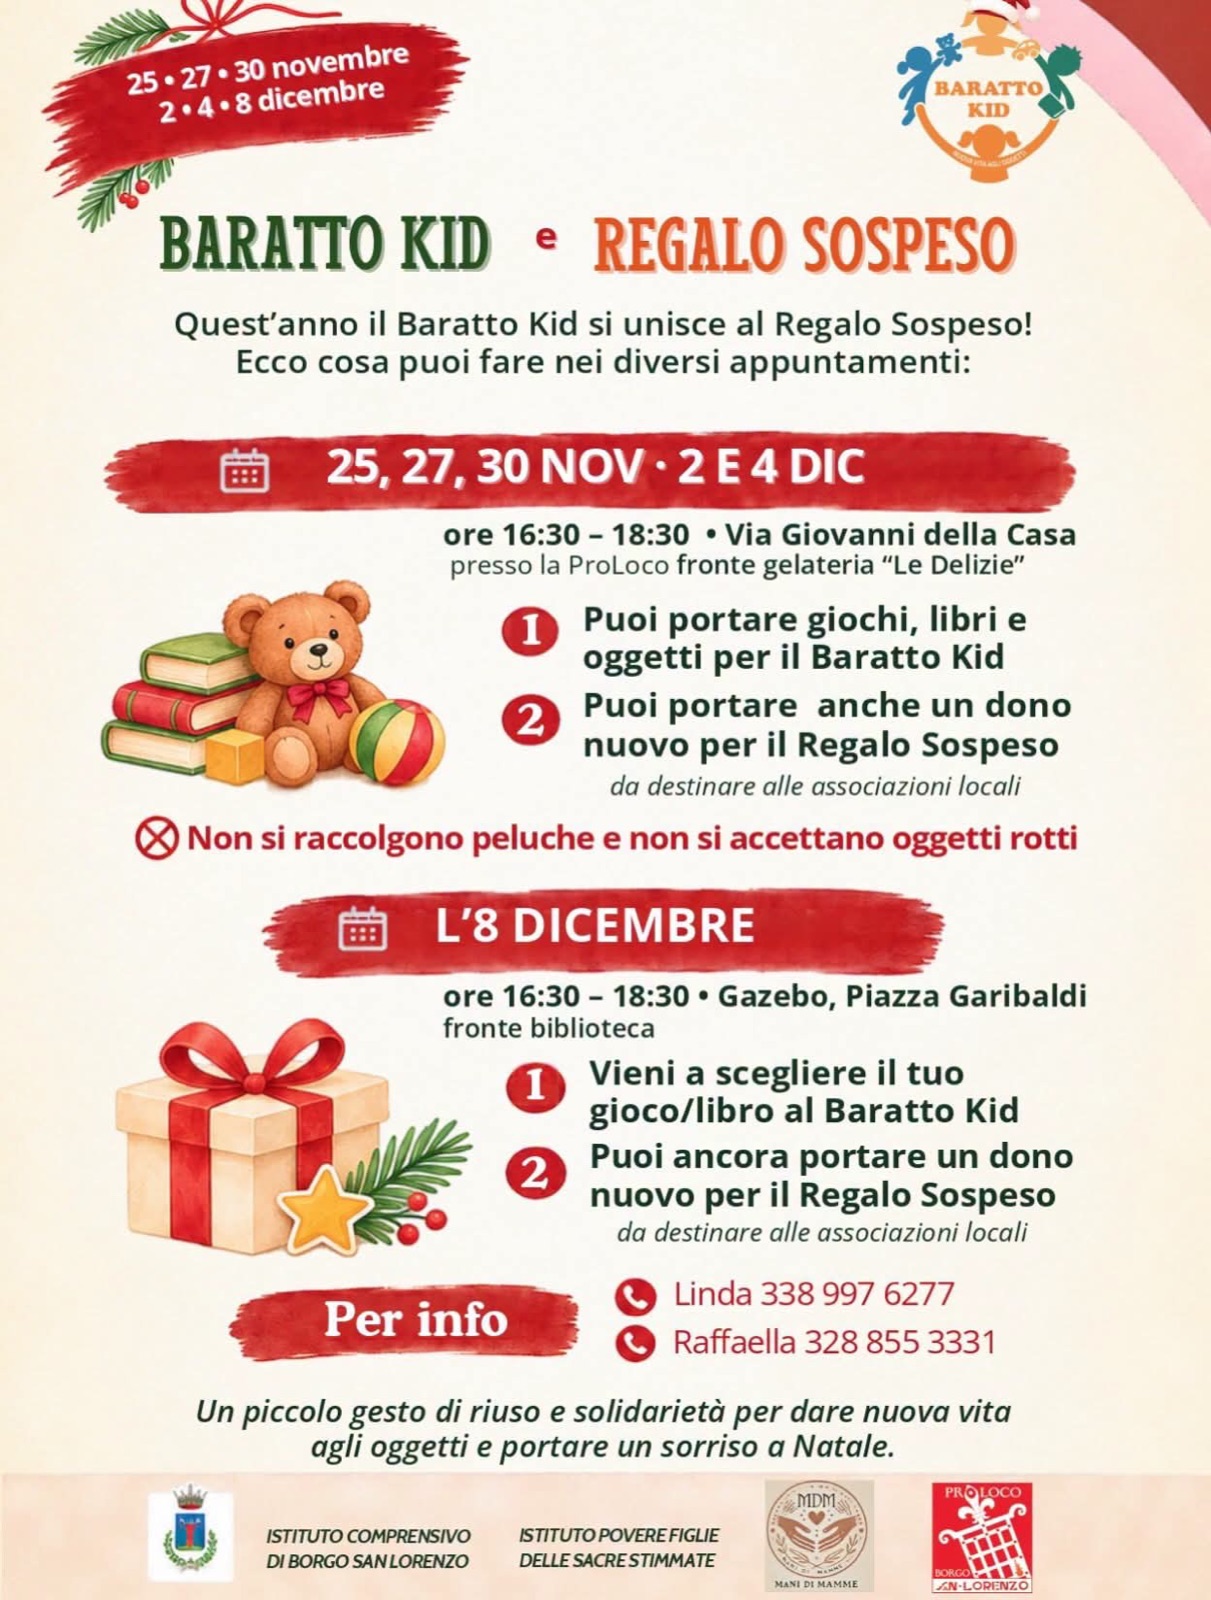 25 • 27 • 30 novembre
2 • 4 • 8 dicembre
BARATTO
KID
BARATTO KID e REGALO SOSPESO
Quest'anno il Baratto Kid si unisce al Regalo Sospeso!
Ecco cosa puoi fare nei diversi appuntamenti:
25, 27, 30 NOV · 2 E 4 DIC
ore 16:30 – 18:30 • Via Giovanni della Casa
presso la ProLoco fronte gelateria “Le Delizie”
1 Puoi portare giochi, libri e
oggetti per il Baratto Kid
2 Puoi portare anche un dono
nuovo per il Regalo Sospeso
da destinare alle associazioni locali
Non si raccolgono peluche e non si accettano oggetti rotti
L'8 DICEMBRE
ore 16:30 – 18:30 • Gazebo, Piazza Garibaldi
fronte biblioteca
1 Vieni a scegliere il tuo
gioco/libro al Baratto Kid
2 Puoi ancora portare un dono
nuovo per il Regalo Sospeso
da destinare alle associazioni locali
Per info
Linda 338 997 6277
Raffaella 328 855 3331
Un piccolo gesto di riuso e solidarietà per dare nuova vita
agli oggetti e portare un sorriso a Natale.
ISTITUTO COMPRENSIVO
DI BORGO SAN LORENZO
ISTITUTO POVERE FIGLIE
DELLE SACRE STIMMATE
MDM
MANI DI MAMME
MANI DI MAMME
PROLOCO
BORGO
SAN·LORENZO